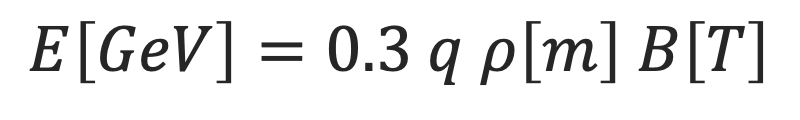 E[GeV] = 0.3 q ρ[m] B[T]